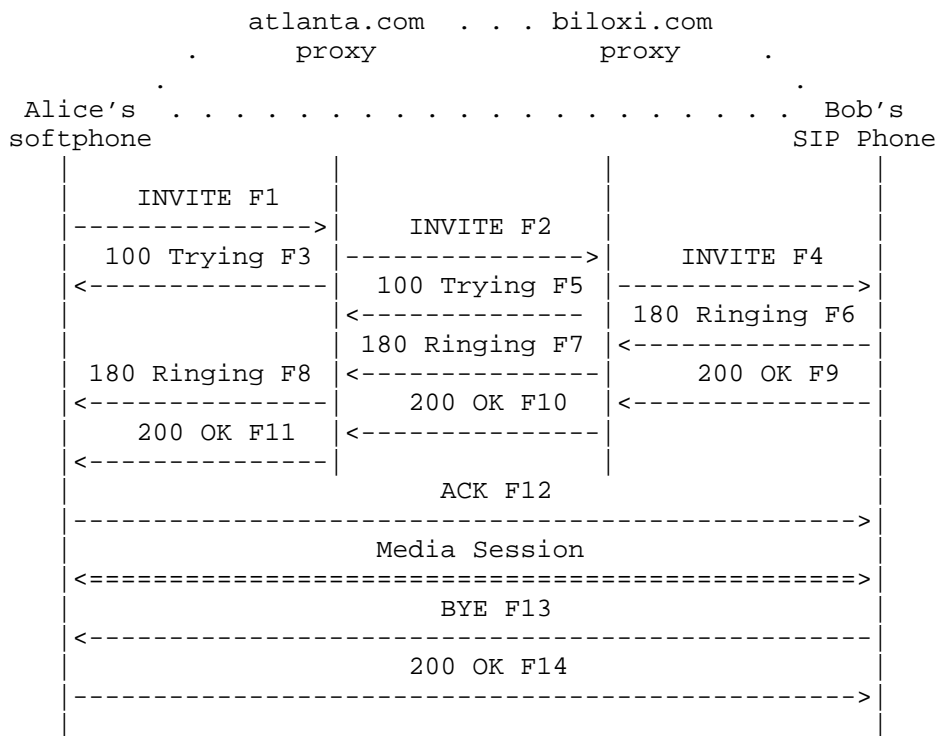 atlanta.com . . . biloxi.com
. proxy proxy .
. .
Alice's . . . . . . . . . . . . . . . . . . . . Bob's
softphone SIP Phone
| | | |
| INVITE F1 | | |
|--------------->| INVITE F2 | |
| 100 Trying F3 |--------------->| INVITE F4 |
|<---------------| 100 Trying F5 |--------------->|
| |<-------------- | 180 Ringing F6 |
| | 180 Ringing F7 |<---------------|
| 180 Ringing F8 |<---------------| 200 OK F9 |
|<---------------| 200 OK F10 |<---------------|
| 200 OK F11 |<---------------| |
|<---------------| | |
| ACK F12 |
|------------------------------------------------->|
| Media Session |
|<================================================>|
| BYE F13 |
|<-------------------------------------------------|
| 200 OK F14 |
|------------------------------------------------->|
| |